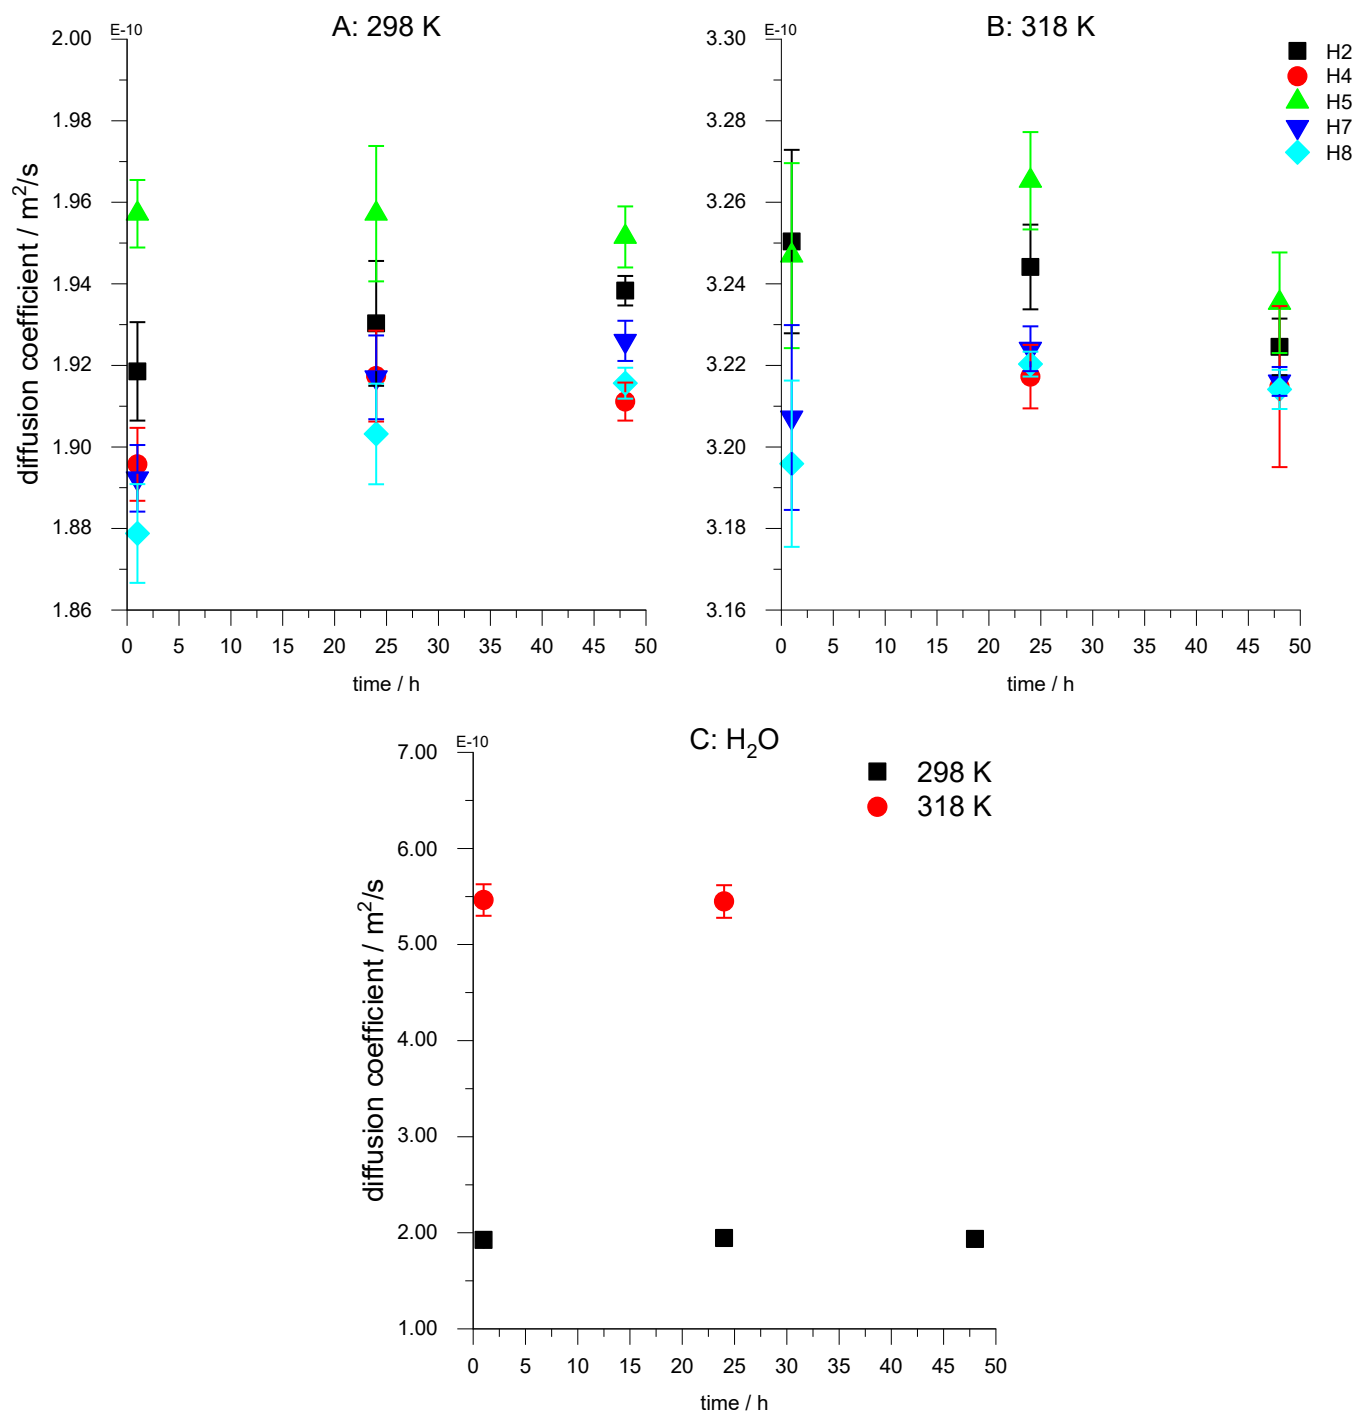 A: 298 K
E-10
2.00
1.98
1.96
1.94
1.92
1.90
1.88
1.86
diffusion coefficient / m²/s
0 5 10 15 20 25 30 35 40 45 50
time / h
B: 318 K
E-10
3.30
3.28
3.26
3.24
3.22
3.20
3.18
3.16
0 5 10 15 20 25 30 35 40 45 50
time / h
H2
H4
H5
H7
H8
C: H₂O
E-10
7.00
6.00
5.00
4.00
3.00
2.00
1.00
diffusion coefficient / m²/s
298 K
318 K
0 5 10 15 20 25 30 35 40 45 50
time / h